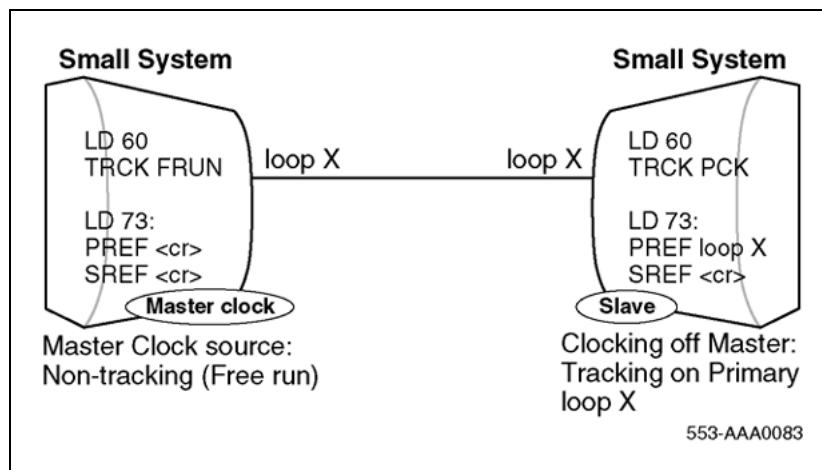 Small System
LD 60
TRCK FRUN
LD 73:
PREF <cr>
SREF <cr>
Master clock
Master Clock source:
Non-tracking (Free run)
loop X
loop X
Small System
LD 60
TRCK PCK
LD 73:
PREF loop X
SREF <cr>
Slave
Clocking off Master:
Tracking on Primary
loop X
553-AAA0083